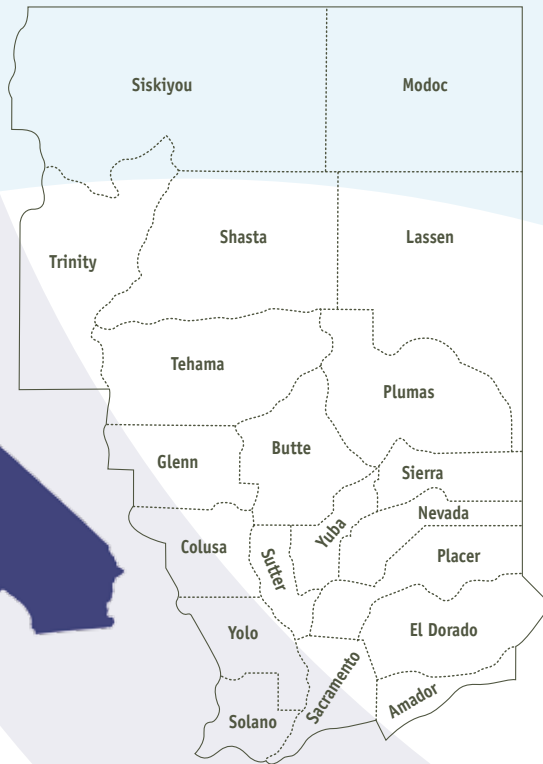 Siskiyou
Modoc
Trinity
Shasta
Lassen
Tehama
Plumas
Glenn
Butte
Sierra
Nevada
Colusa
Sutter
Yuba
Placer
Yolo
El Dorado
Solano
Sacramento
Amador